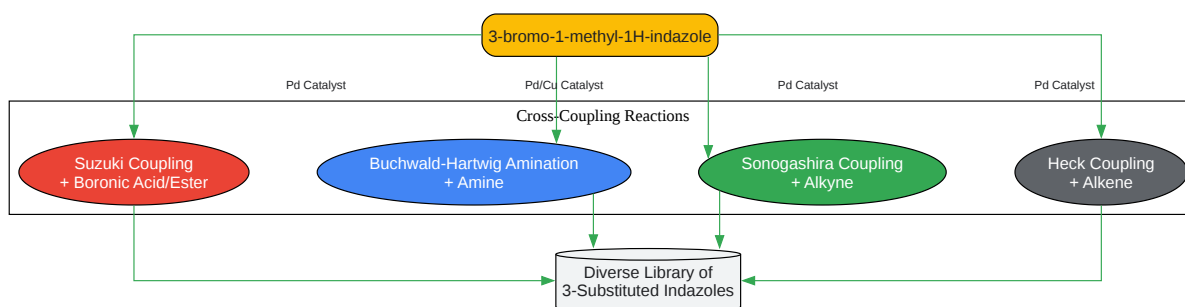 3-bromo-1-methyl-1H-indazole
Pd Catalyst
Pd/Cu Catalyst
Pd Catalyst
Pd Catalyst
Cross-Coupling Reactions
Suzuki Coupling
+ Boronic Acid/Ester
Buchwald-Hartwig Amination
+ Amine
Sonogashira Coupling
+ Alkyne
Heck Coupling
+ Alkene
Diverse Library of
3-Substituted Indazoles